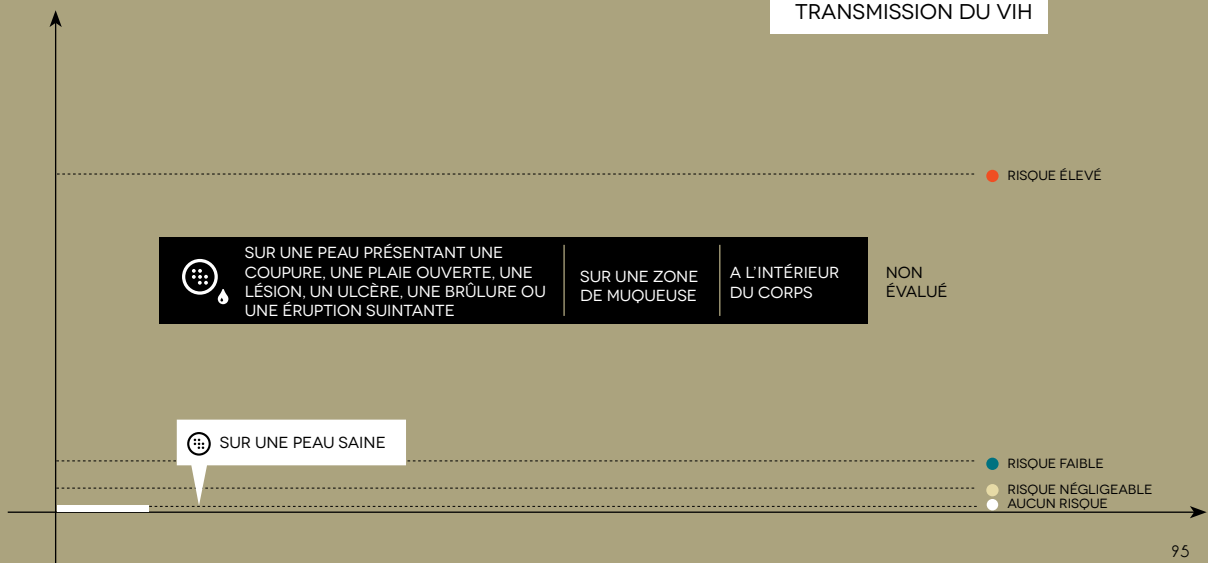 TRANSMISSION DU VIH
RISQUE ÉLEVÉ
SUR UNE PEAU PRÉSENTANT UNE
COUPURE, UNE PLAIE OUVERTE, UNE
LÉSION, UN ULCÈRE, UNE BRÛLURE OU
UNE ÉRUPTION SUINTANTE
SUR UNE ZONE
DE MUQUEUSE
A L’INTÉRIEUR
DU CORPS
NON
ÉVALUÉ
SUR UNE PEAU SAINE
RISQUE FAIBLE
RISQUE NÉGLIGEABLE
AUCUN RISQUE
95